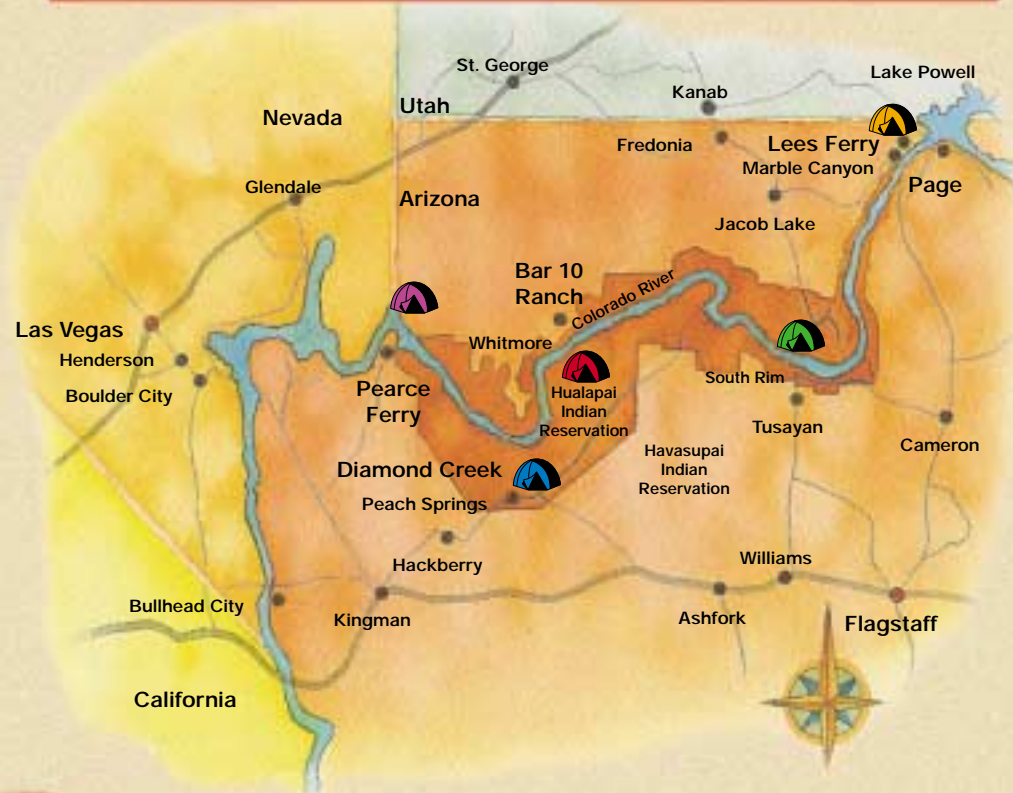 St. George
Lake Powell
Kanab
Utah
Nevada
Fredonia
Lees Ferry
Marble Canyon
Glendale
Page
Arizona
Jacob Lake
Bar 10
Ranch
Colorado River
Las Vegas
Whitmore
Henderson
South Rim
Boulder City
Pearce
Ferry
Hualapai
Indian
Reservation
Tusayan
Cameron
Havasupai
Indian
Reservation
Diamond Creek
Peach Springs
Williams
Hackberry
Bullhead City
Kingman
Ashfork
Flagstaff
California